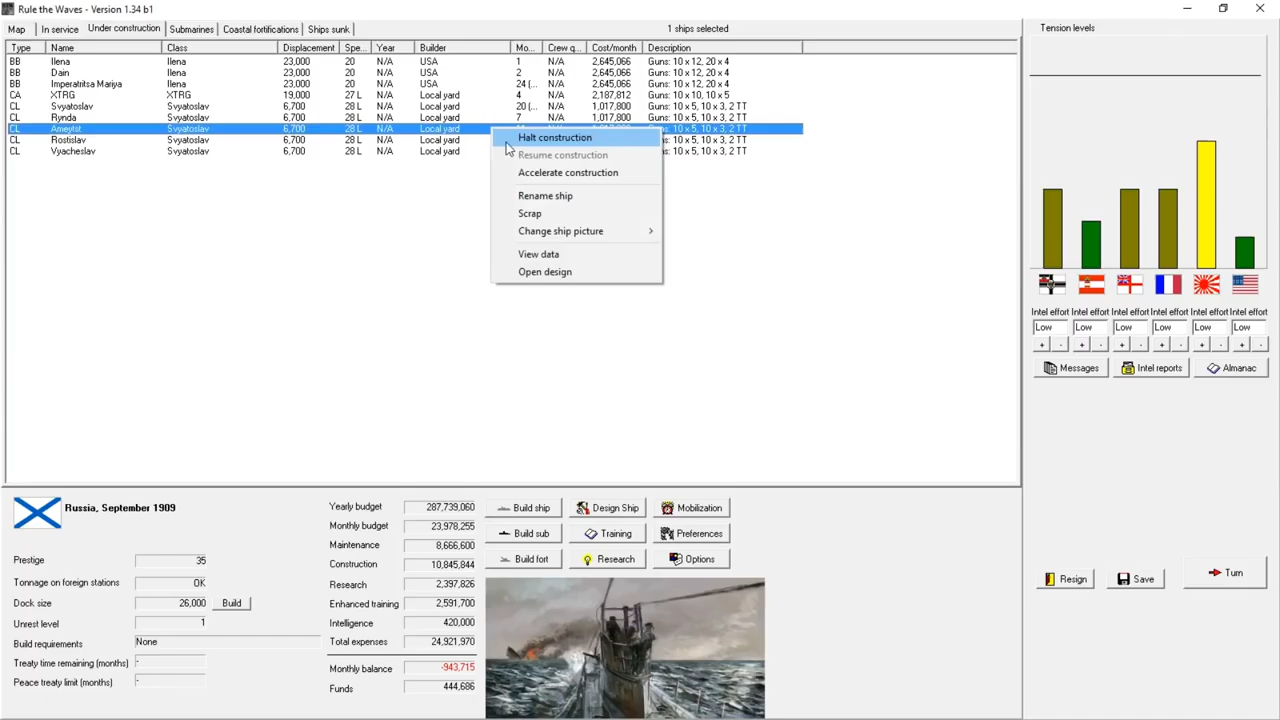 Rule the Waves - Version 1.34 b1
Map In service Under construction Submarines Coastal fortifications Ships sunk 1 ships selected Tension levels
Type Name Class Displacement Spe... Year Builder Mo... Crew q... Cost/month Description
BB Ilena Ilena 23,000 20 N/A USA 1 N/A 2,645,066 Guns: 10 x 12, 20 x 4
BB Dain Ilena 23,000 20 N/A USA 2 N/A 2,645,066 Guns: 10 x 12, 20 x 4
BB Imperatritsa Mariya Ilena 23,000 20 N/A USA 24 (... N/A 2,645,066 Guns: 10 x 12, 20 x 4
CA XTRG XTRG 19,000 27 L N/A Local yard 4 N/A 2,187,812 Guns: 10 x 10, 10 x 5
CL Svyatoslav Svyatoslav 6,700 28 L N/A Local yard 20 (... N/A 1,017,800 Guns: 10 x 5, 10 x 3, 2 TT
CL Rynda Svyatoslav 6,700 28 L N/A Local yard 7 N/A 1,017,800 Guns: 10 x 5, 10 x 3, 2 TT
CL Ameytst Svyatoslav 6,700 28 L N/A Local yard Guns: 10 x 5, 10 x 3, 2 TT
CL Rostislav Svyatoslav 6,700 28 L N/A Local yard s: 10 x 5, 10 x 3, 2 TT
CL Vyacheslav Svyatoslav 6,700 28 L N/A Local yard s: 10 x 5, 10 x 3, 2 TT
Halt construction
Resume construction
Accelerate construction
Rename ship
Scrap
Change ship picture
View data
Open design
Intel effort Intel effort Intel effort Intel effort Intel effort Intel effort
Low Low Low Low Low Low
+ - + - + - + - + - + -
Messages Intel reports Almanac
Russia, September 1909
Prestige 35
Tonnage on foreign stations OK
Dock size 26,000 Build
Unrest level 1
Build requirements None
Treaty time remaining (months) -
Peace treaty limit (months) -
Yearly budget 287,739,060
Monthly budget 23,978,255
Maintenance 8,666,600
Construction 10,845,844
Research 2,397,826
Enhanced training 2,591,700
Intelligence 420,000
Total expenses 24,921,970
Monthly balance -943,715
Funds 444,686
Build ship Design Ship Mobilization
Build sub Training Preferences
Build fort Research Options
Resign Save Turn